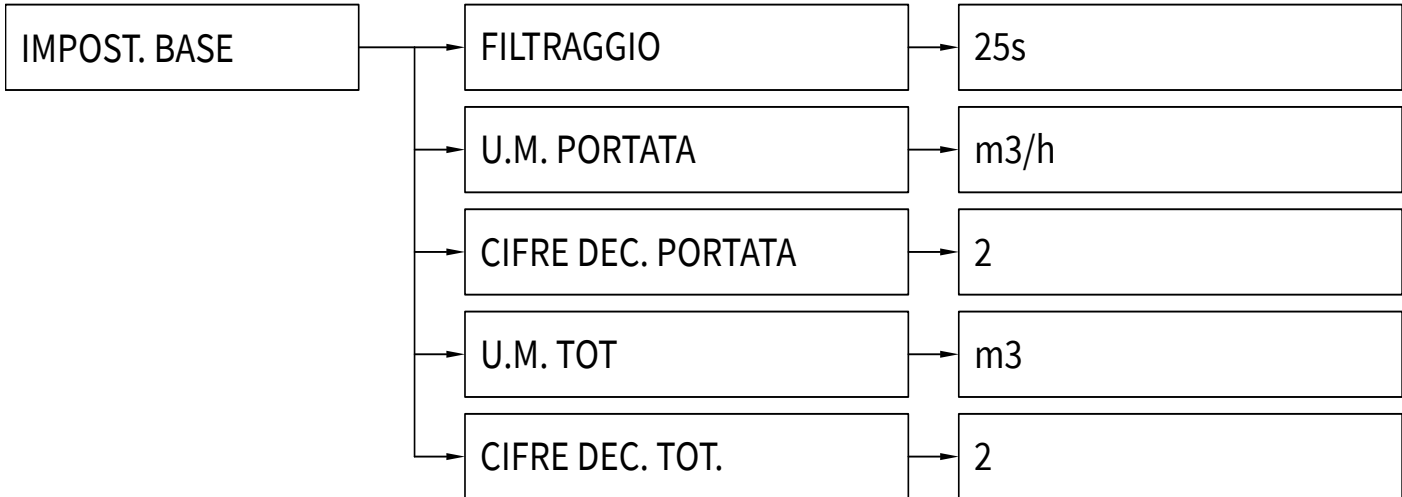 IMPOST. BASE
FILTRAGGIO
25s
U.M. PORTATA
m3/h
CIFRE DEC. PORTATA
2
U.M. TOT
m3
CIFRE DEC. TOT.
2